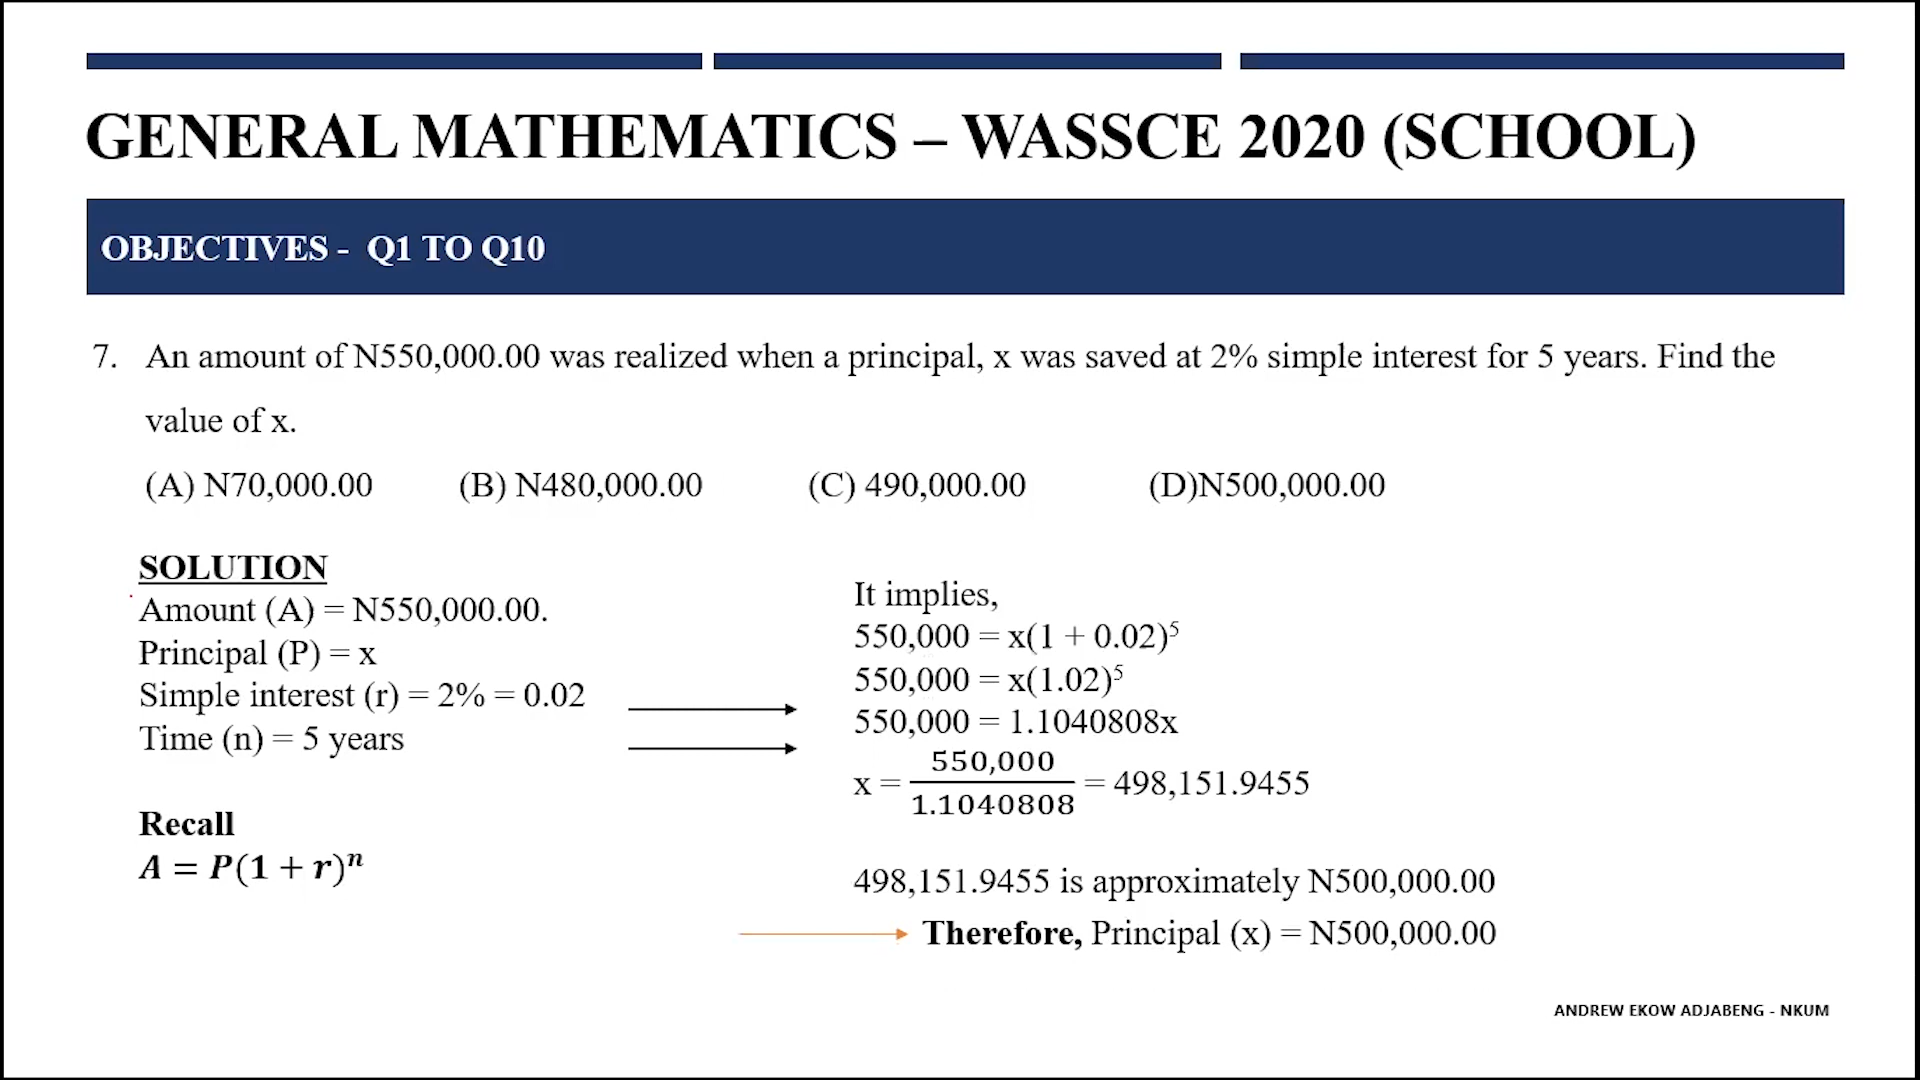 GENERAL MATHEMATICS – WASSCE 2020 (SCHOOL)
OBJECTIVES - Q1 TO Q10
7. An amount of N550,000.00 was realized when a principal, x was saved at 2% simple interest for 5 years. Find the
value of x.
(A) N70,000.00 (B) N480,000.00 (C) 490,000.00 (D)N500,000.00
SOLUTION
Amount (A) = N550,000.00.
Principal (P) = x
Simple interest (r) = 2% = 0.02
Time (n) = 5 years
Recall
A = P(1 + r)ⁿ
It implies,
550,000 = x(1 + 0.02)⁵
550,000 = x(1.02)⁵
550,000 = 1.1040808x
x = 550,000/1.1040808 = 498,151.9455
498,151.9455 is approximately N500,000.00
Therefore, Principal (x) = N500,000.00
ANDREW EKOW ADJABENG - NKUM